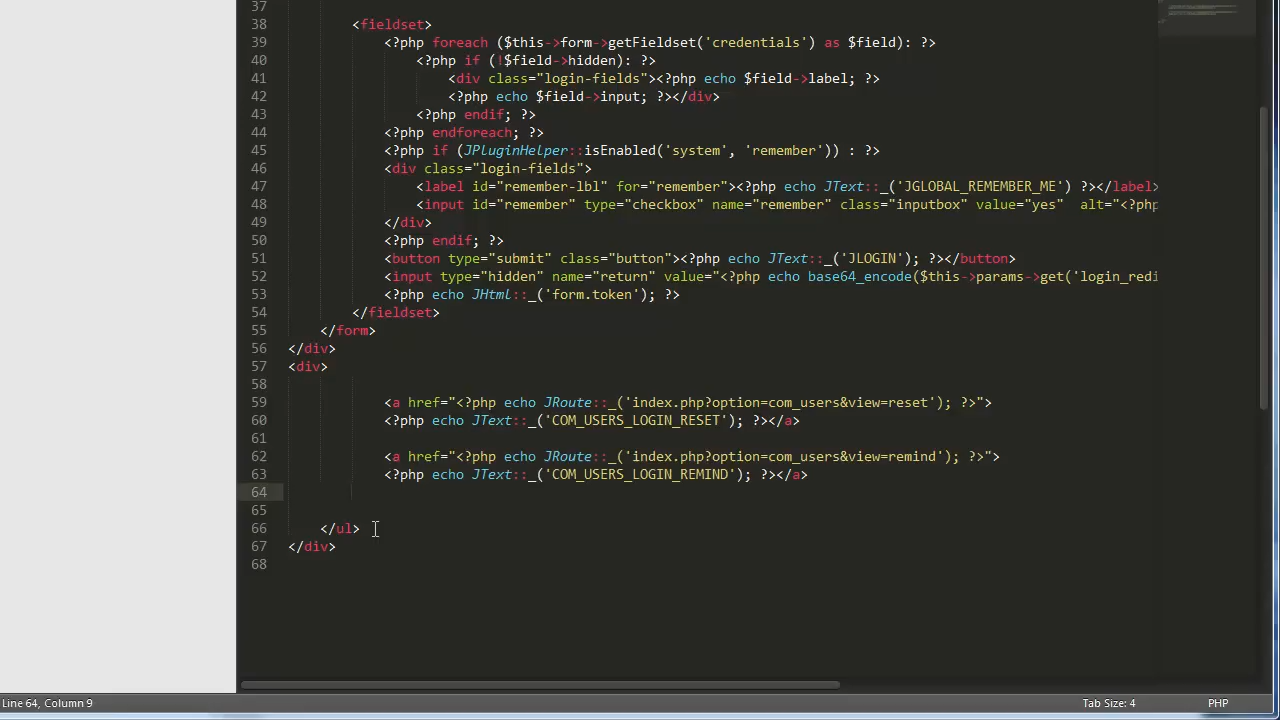 37
38 <fieldset>
39 <?php foreach ($this->form->getFieldset('credentials') as $field): ?>
40 <?php if (!$field->hidden): ?>
41 <div class="login-fields"><?php echo $field->label; ?>
42 <?php echo $field->input; ?></div>
43 <?php endif; ?>
44 <?php endforeach; ?>
45 <?php if (JPluginHelper::isEnabled('system', 'remember')) : ?>
46 <div class="login-fields">
47 <label id="remember-lbl" for="remember"><?php echo JText::_('JGLOBAL_REMEMBER_ME') ?></label>
48 <input id="remember" type="checkbox" name="remember" class="inputbox" value="yes"  alt="<?php
49 </div>
50 <?php endif; ?>
51 <button type="submit" class="button"><?php echo JText::_('JLOGIN'); ?></button>
52 <input type="hidden" name="return" value="<?php echo base64_encode($this->params->get('login_redi
53 <?php echo JHtml::_('form.token'); ?>
54 </fieldset>
55 </form>
56 </div>
57 <div>
58
59 <a href="<?php echo JRoute::_('index.php?option=com_users&view=reset'); ?>">
60 <?php echo JText::_('COM_USERS_LOGIN_RESET'); ?></a>
61
62 <a href="<?php echo JRoute::_('index.php?option=com_users&view=remind'); ?>">
63 <?php echo JText::_('COM_USERS_LOGIN_REMIND'); ?></a>
64
65
66 </ul>
67 </div>
68
Line 64, Column 9 Tab Size: 4 PHP